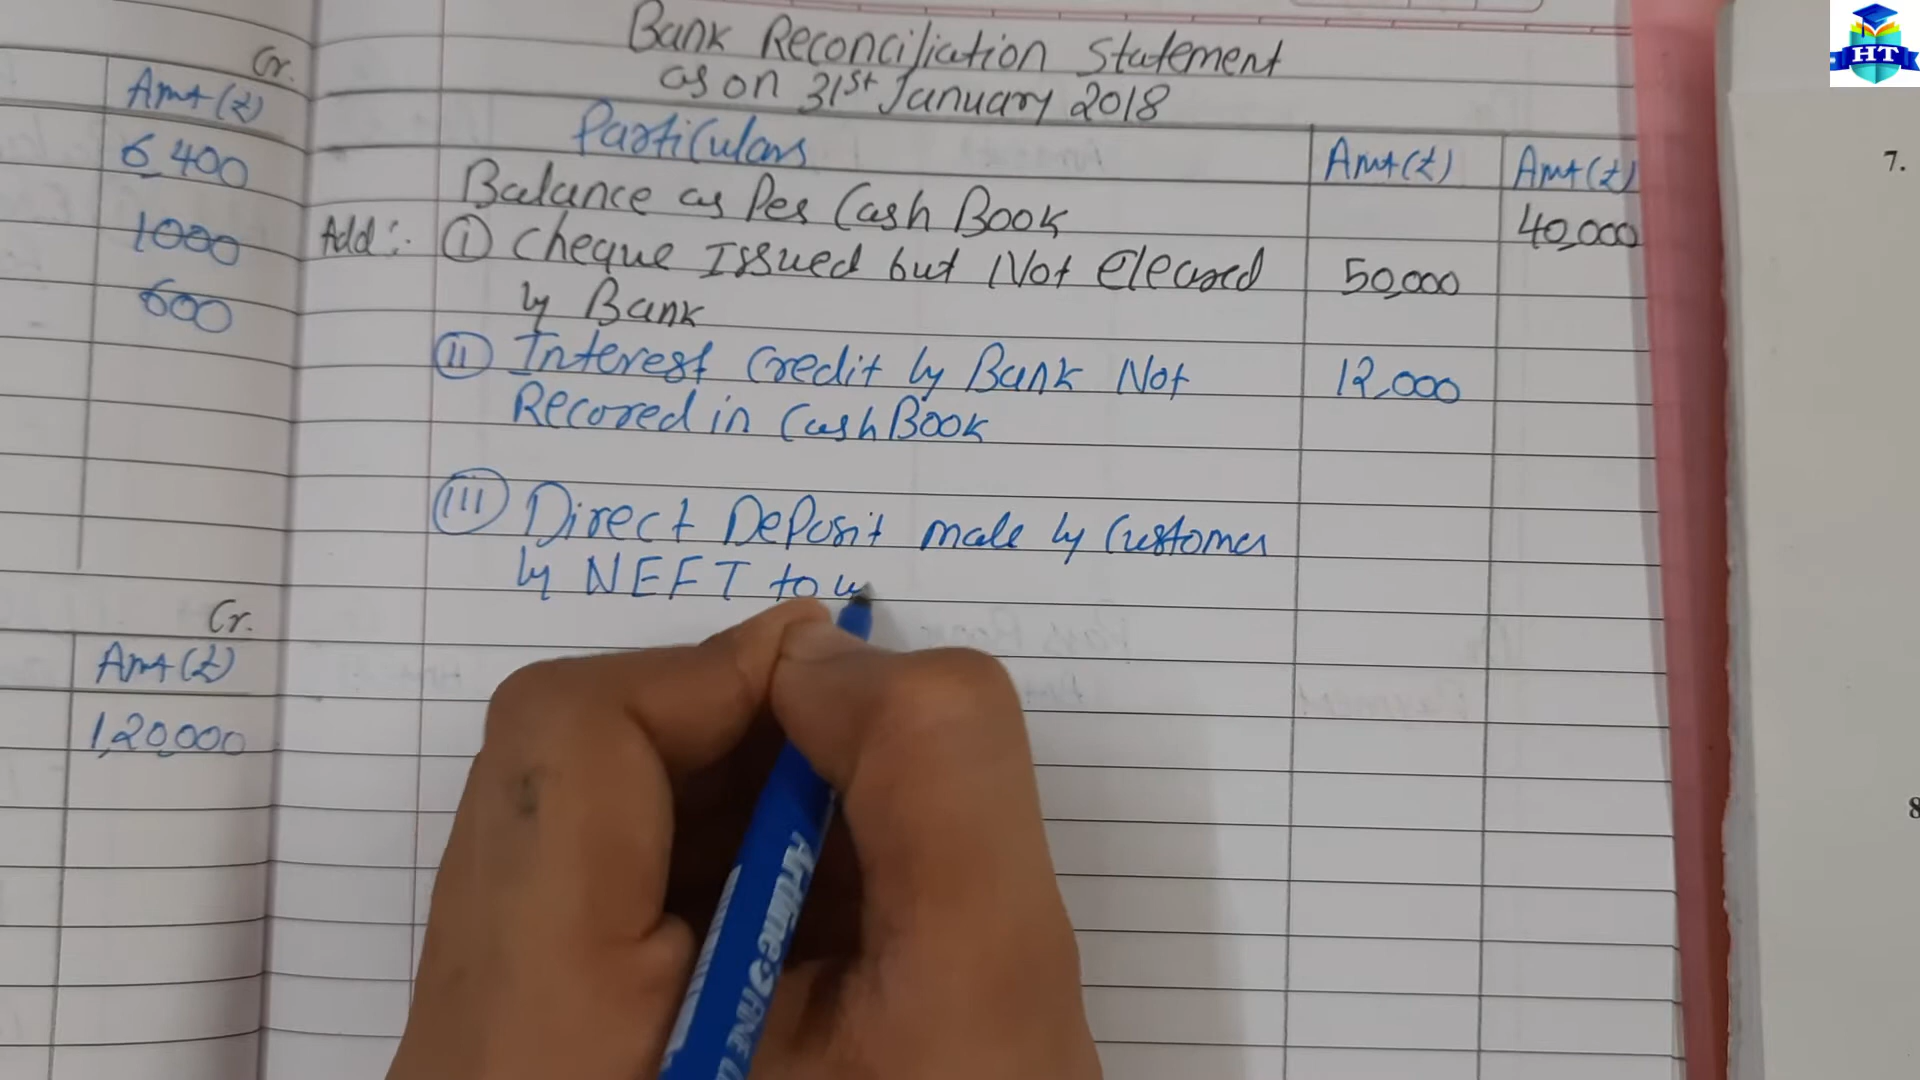 Bank Reconciliation Statement
as on 31st January 2018
Particulars Amt(₹) Amt(₹)
Balance as Per Cash Book 40,000
Add:- (i) Cheque Issued but Not Cleared 50,000
by Bank
(ii) Interest Credit by Bank Not 12,000
Recored in Cash Book
(iii) Direct Deposit made by Customer
by NEFT to
Cr.
Amt(₹)
6,400
1000
600
Cr.
Amt(₹)
1,20,000
Artline
HT
7.
8